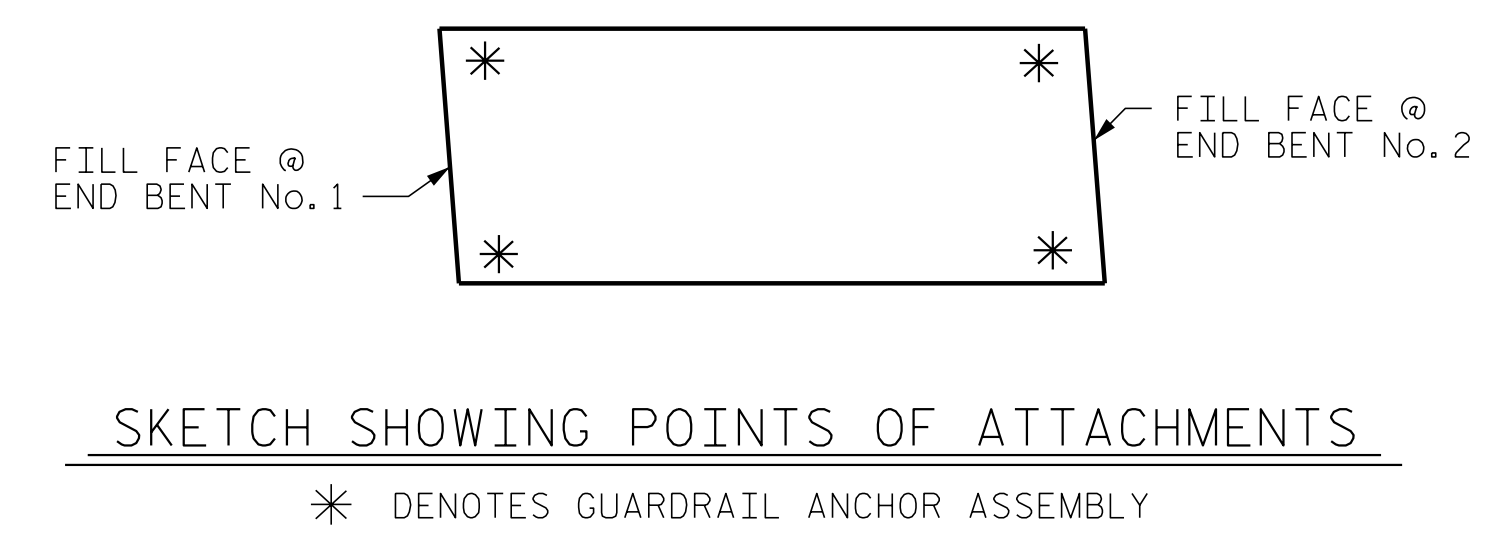 FILL FACE @
END BENT No. 1
FILL FACE @
END BENT No. 2
SKETCH SHOWING POINTS OF ATTACHMENTS
* DENOTES GUARDRAIL ANCHOR ASSEMBLY